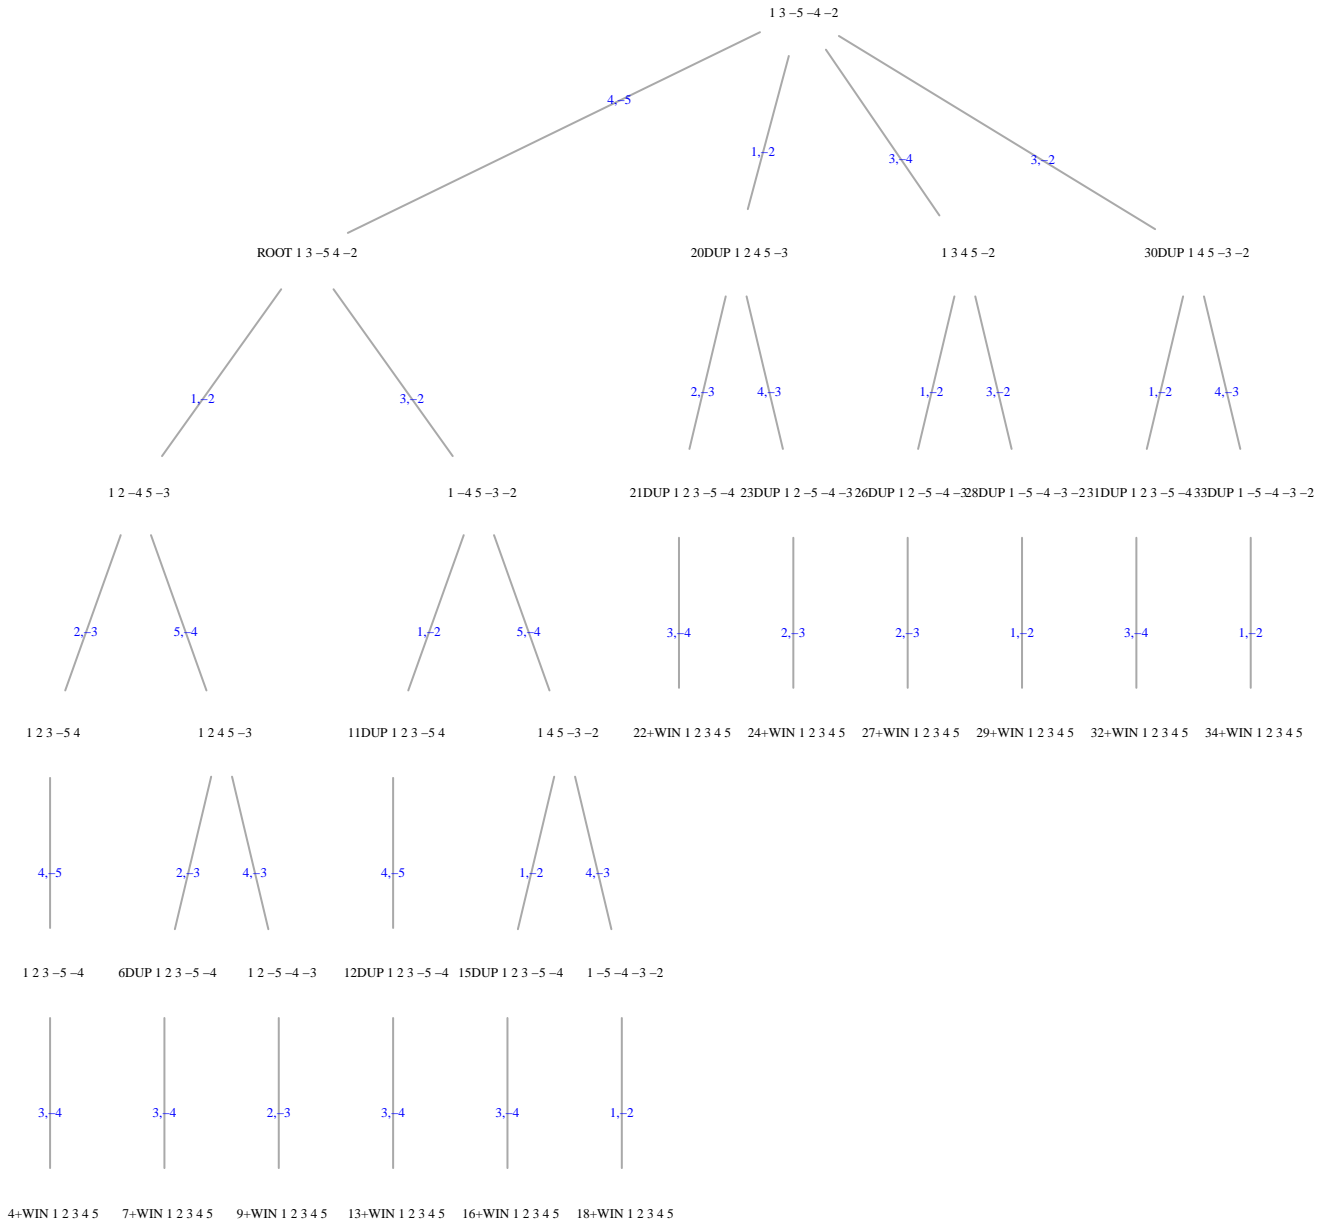 1 3 −5 −4 −2
4,−5
1,−2
3,−4
3,−2
ROOT 1 3 −5 4 −2
20DUP 1 2 4 5 −3
1 3 4 5 −2
30DUP 1 4 5 −3 −2
1,−2
3,−2
2,−3
4,−3
1,−2
3,−2
1,−2
4,−3
1 2 −4 5 −3
1 −4 5 −3 −2
21DUP 1 2 3 −5 −4
23DUP 1 2 −5 −4 −3
26DUP 1 2 −5 −4 −3
28DUP 1 −5 −4 −3 −2
31DUP 1 2 3 −5 −4
33DUP 1 −5 −4 −3 −2
2,−3
5,−4
1,−2
5,−4
3,−4
2,−3
2,−3
1,−2
3,−4
1,−2
1 2 3 −5 4
1 2 4 5 −3
11DUP 1 2 3 −5 4
1 4 5 −3 −2
22+WIN 1 2 3 4 5
24+WIN 1 2 3 4 5
27+WIN 1 2 3 4 5
29+WIN 1 2 3 4 5
32+WIN 1 2 3 4 5
34+WIN 1 2 3 4 5
4,−5
2,−3
4,−3
4,−5
1,−2
4,−3
1 2 3 −5 −4
6DUP 1 2 3 −5 −4
1 2 −5 −4 −3
12DUP 1 2 3 −5 −4
15DUP 1 2 3 −5 −4
1 −5 −4 −3 −2
3,−4
3,−4
2,−3
3,−4
3,−4
1,−2
4+WIN 1 2 3 4 5
7+WIN 1 2 3 4 5
9+WIN 1 2 3 4 5
13+WIN 1 2 3 4 5
16+WIN 1 2 3 4 5
18+WIN 1 2 3 4 5